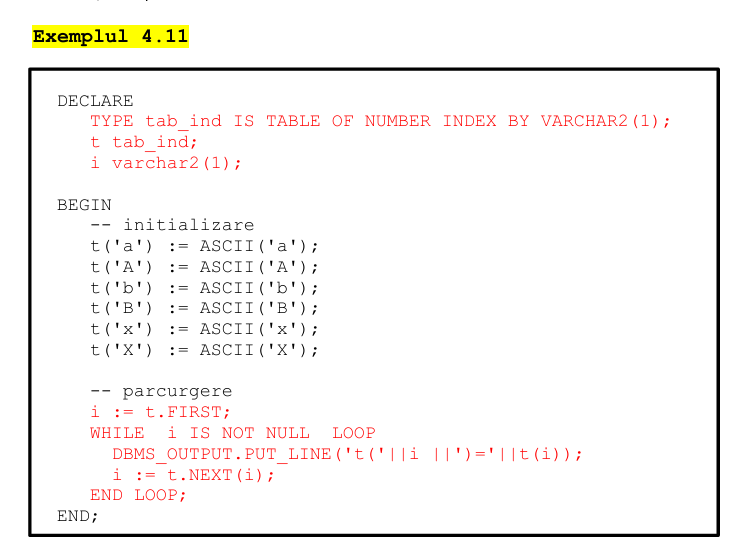 Exemplul 4.11
DECLARE
TYPE tab_ind IS TABLE OF NUMBER INDEX BY VARCHAR2(1);
t tab_ind;
i varchar2(1);
BEGIN
-- initializare
t('a') := ASCII('a');
t('A') := ASCII('A');
t('b') := ASCII('b');
t('B') := ASCII('B');
t('x') := ASCII('x');
t('X') := ASCII('X');
-- parcurgere
i := t.FIRST;
WHILE  i IS NOT NULL  LOOP
DBMS_OUTPUT.PUT_LINE('t('||i ||')='||t(i));
i := t.NEXT(i);
END LOOP;
END;